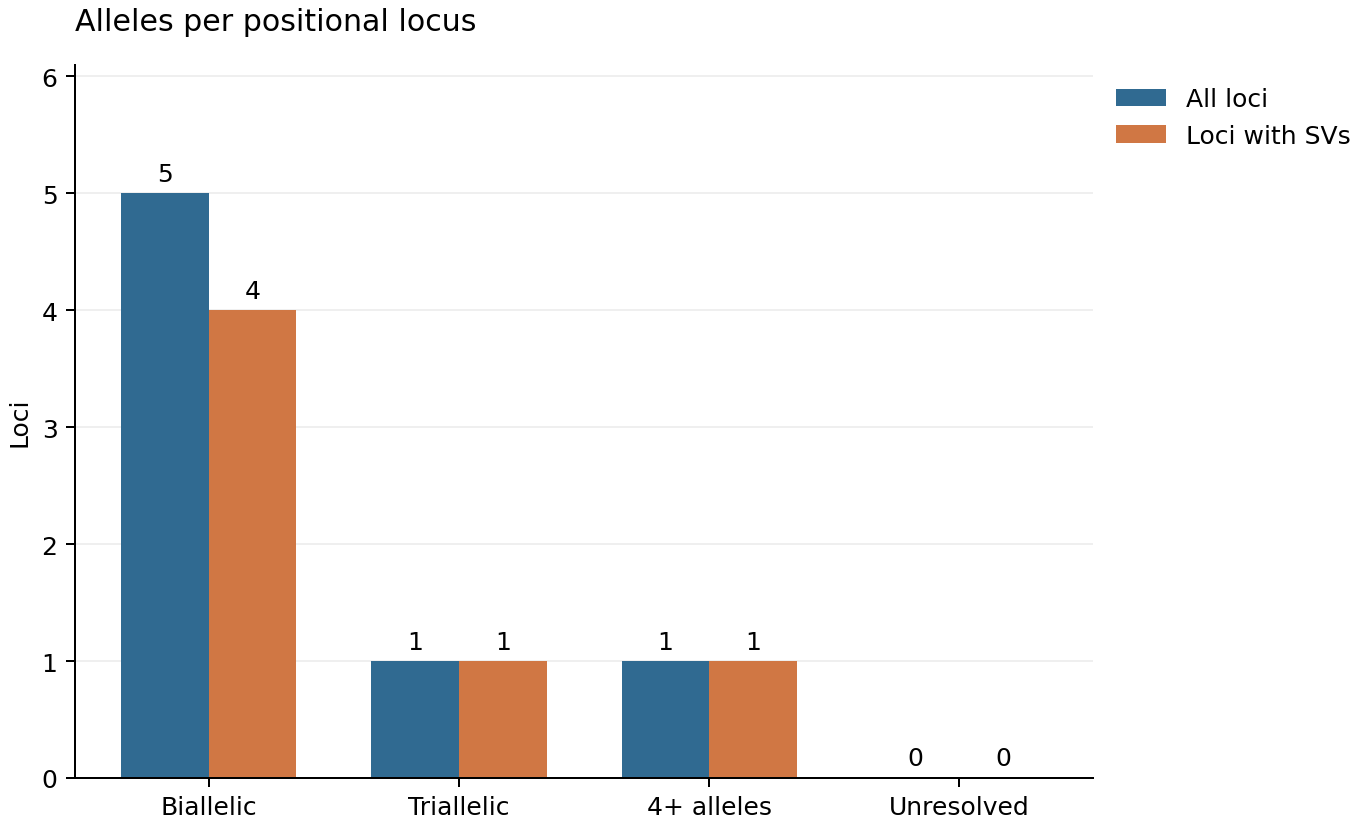 Alleles per positional locus
All loci
Loci with SVs
Loci
6
5
4
3
2
1
0
5
4
1
1
1
1
0
0
Biallelic
Triallelic
4+ alleles
Unresolved